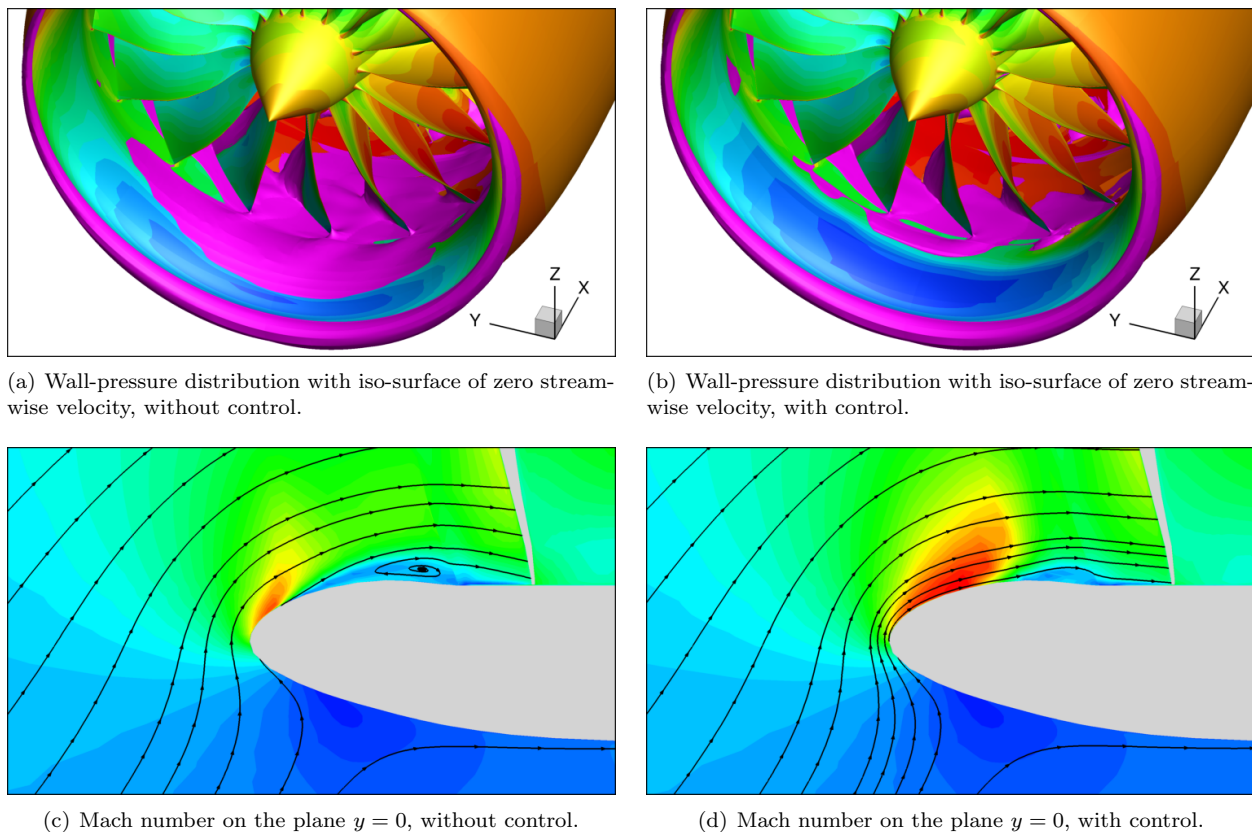 Z
X
Y
Z
X
Y
(a) Wall-pressure distribution with iso-surface of zero stream-
wise velocity, without control.
(b) Wall-pressure distribution with iso-surface of zero stream-
wise velocity, with control.
(c) Mach number on the plane y = 0, without control.
(d) Mach number on the plane y = 0, with control.